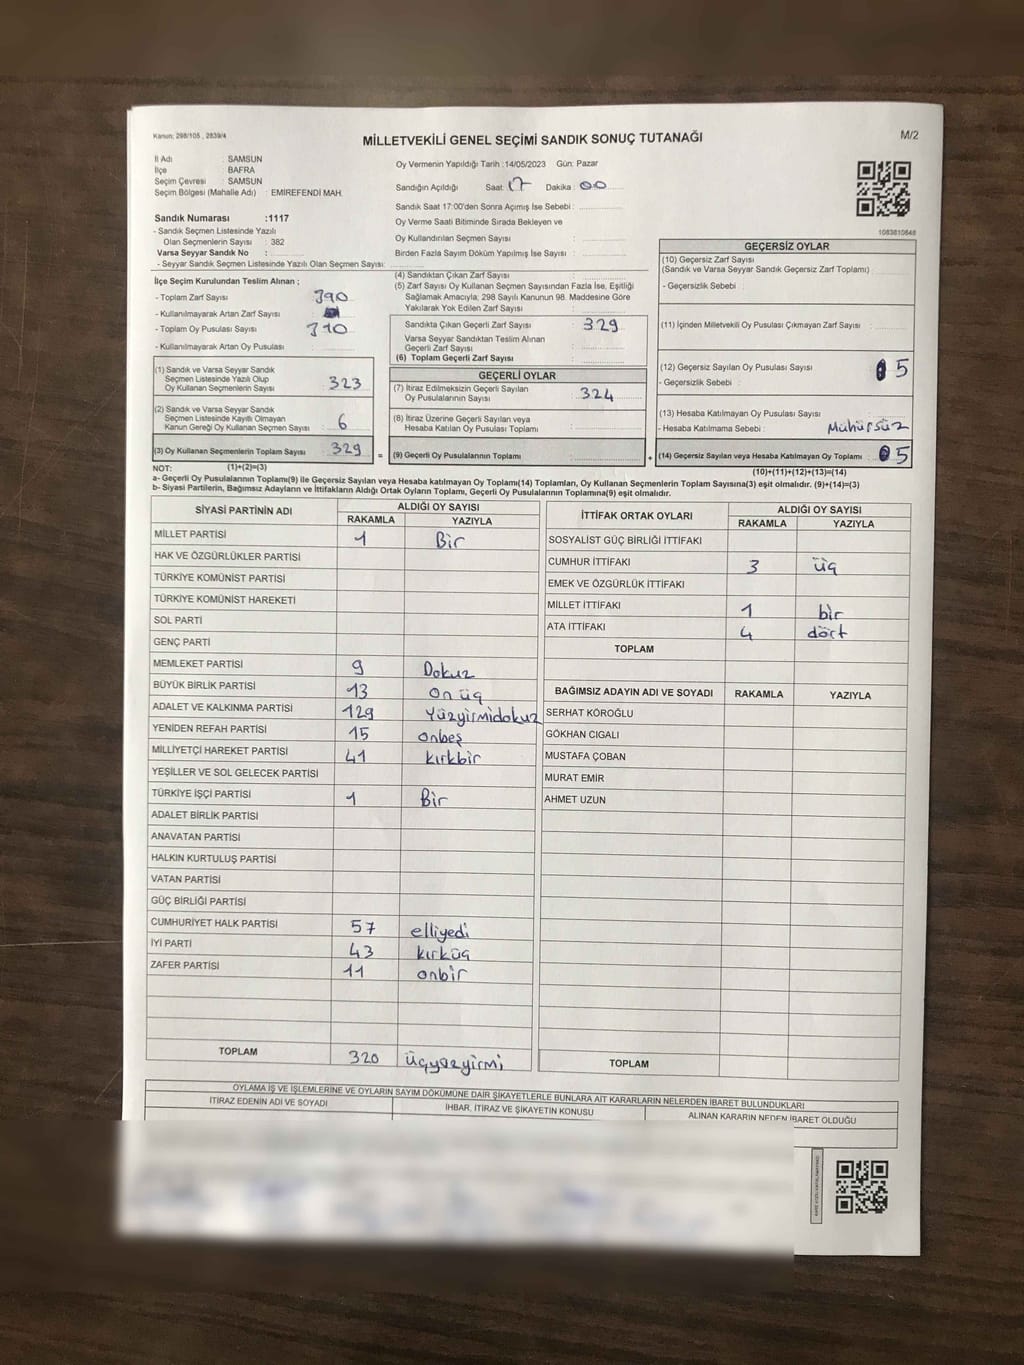 Kanun: 298/105 , 2839/4
MİLLETVEKİLİ GENEL SEÇİMİ SANDIK SONUÇ TUTANAĞI
M/2
İl Adı : SAMSUN
İlçe : BAFRA
Seçim Çevresi : SAMSUN
Seçim Bölgesi (Mahalle Adı) : EMIREFENDİ MAH.
Sandık Numarası :1117
- Sandık Seçmen Listesinde Yazılı
Olan Seçmenlerin Sayısı : 382
Varsa Seyyar Sandık No :
- Seyyar Sandık Seçmen Listesinde Yazılı Olan Seçmen Sayısı:
Oy Vermenin Yapıldığı Tarih :14/05/2023 Gün: Pazar
Sandığın Açıldığı Saat: 17 Dakika : 00
Sandık Saat 17:00'den Sonra Açımış İse Sebebi :
Oy Verme Saati Bitiminde Sırada Bekleyen ve
Oy Kullandırılan Seçmen Sayısı :
Birden Fazla Sayım Döküm Yapılmış İse Sayısı :
1083810848
İlçe Seçim Kurulundan Teslim Alınan ;
- Toplam Zarf Sayısı : 390
- Kullanılmayarak Artan Zarf Sayısı :
- Toplam Oy Pusulası Sayısı : 310
- Kullanılmayarak Artan Oy Pusulası :
(1) Sandık ve Varsa Seyyar Sandık
Seçmen Listesinde Yazılı Olup
Oy Kullanan Seçmenlerin Sayısı : 323
(2) Sandık ve Varsa Seyyar Sandık
Seçmen Listesinde Kayıtlı Olmayan
Kanun Gereği Oy Kullanan Seçmen Sayısı : 6
(3) Oy Kullanan Seçmenlerin Toplam Sayısı : 329
(1)+(2)=(3)
(4) Sandıktan Çıkan Zarf Sayısı :
(5) Zarf Sayısı Oy Kullanan Seçmen Sayısından Fazla İse, Eşitliği
Sağlamak Amacıyla; 298 Sayılı Kanunun 98. Maddesine Göre
Yakılarak Yok Edilen Zarf Sayısı :
Sandıkta Çıkan Geçerli Zarf Sayısı : 329
Varsa Seyyar Sandıktan Teslim Alınan
Geçerli Zarf Sayısı :
(6) Toplam Geçerli Zarf Sayısı :
GEÇERLİ OYLAR
(7) İtiraz Edilmeksizin Geçerli Sayılan
Oy Pusulalarının Sayısı : 324
(8) İtiraz Üzerine Geçerli Sayılan veya
Hesaba Katılan Oy Pusulası Toplamı :
= (9) Geçerli Oy Pusulalarının Toplamı :
GEÇERSİZ OYLAR
(10) Geçersiz Zarf Sayısı
(Sandık ve Varsa Seyyar Sandık Geçersiz Zarf Toplamı) :
- Geçersizlik Sebebi :
(11) İçinden Milletvekili Oy Pusulası Çıkmayan Zarf Sayısı :
(12) Geçersiz Sayılan Oy Pusulası Sayısı : 5
- Geçersizlik Sebebi :
(13) Hesaba Katılmayan Oy Pusulası Sayısı :
- Hesaba Katılmama Sebebi : Mühürsüz
+ (14) Geçersiz Sayılan veya Hesaba Katılmayan Oy Toplamı : 5
(10)+(11)+(12)+(13)=(14)
NOT:
a- Geçerli Oy Pusulalarının Toplamı(9) ile Geçersiz Sayılan veya Hesaba Katılmayan Oy Toplamı(14) Toplamları, Oy Kullanan Seçmenlerin Toplam Sayısına(3) eşit olmalıdır. (9)+(14)=(3)
b- Siyasi Partilerin, Bağımsız Adayların ve İttifakların Aldığı Ortak Oyların Toplamı, Geçerli Oy Pusulalarının Toplamına(9) eşit olmalıdır.
SİYASİ PARTİNİN ADI ALDIĞI OY SAYISI
RAKAMLA YAZIYLA
MİLLET PARTİSİ 1 Bir
HAK VE ÖZGÜRLÜKLER PARTİSİ
TÜRKİYE KOMÜNİST PARTİSİ
TÜRKİYE KOMÜNİST HAREKETİ
SOL PARTİ
GENÇ PARTİ
MEMLEKET PARTİSİ 9 Dokuz
BÜYÜK BİRLİK PARTİSİ 13 On üç
ADALET VE KALKINMA PARTİSİ 129 Yüzyirmidokuz
YENİDEN REFAH PARTİSİ 15 onbeş
MİLLİYETÇİ HAREKET PARTİSİ 41 kırkbir
YEŞİLLER VE SOL GELECEK PARTİSİ
TÜRKİYE İŞÇİ PARTİSİ 1 Bir
ADALET BİRLİK PARTİSİ
ANAVATAN PARTİSİ
HALKIN KURTULUŞ PARTİSİ
VATAN PARTİSİ
GÜÇ BİRLİĞİ PARTİSİ
CUMHURİYET HALK PARTİSİ 57 elliyedi
İYİ PARTİ 43 kırküç
ZAFER PARTİSİ 11 onbir
TOPLAM 320 üçyüzyirmi
İTTİFAK ORTAK OYLARI ALDIĞI OY SAYISI
RAKAMLA YAZIYLA
SOSYALİST GÜÇ BİRLİĞİ İTTİFAKI
CUMHUR İTTİFAKI 3 üç
EMEK VE ÖZGÜRLÜK İTTİFAKI
MİLLET İTTİFAKI 1 bir
ATA İTTİFAKI 4 dört
TOPLAM
BAĞIMSIZ ADAYIN ADI VE SOYADI RAKAMLA YAZIYLA
SERHAT KÖROĞLU
GÖKHAN CIGALI
MUSTAFA ÇOBAN
MURAT EMİR
AHMET UZUN
TOPLAM
OYLAMA İŞ VE İŞLEMLERİNE VE OYLARIN SAYIM DÖKÜMÜNE DAİR ŞİKAYETLERLE BUNLARA AİT KARARLARIN NELERDEN İBARET BULUNDUKLARI
İTİRAZ EDENİN ADI VE SOYADI İHBAR, İTİRAZ VE ŞİKAYETİN KONUSU ALINAN KARARIN NEDEN İBARET OLDUĞU